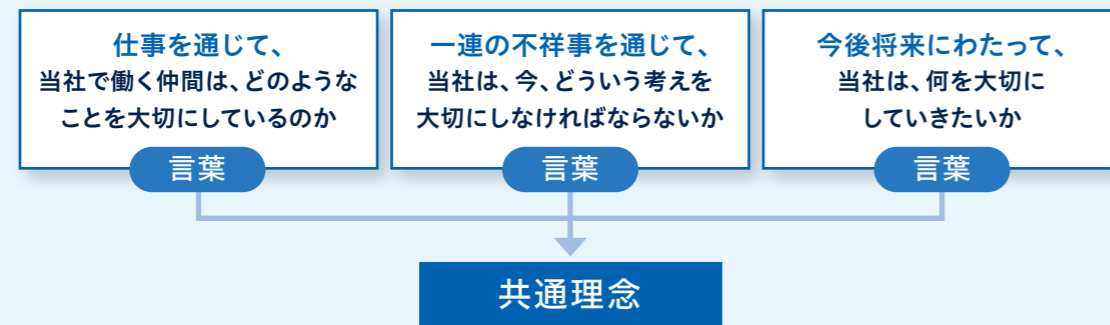 仕事を通じて、
当社で働く仲間は、どのような
ことを大切にしているのか
言葉
一連の不祥事を通じて、
当社は、今、どういう考えを
大切にしなければならないか
言葉
今後将来にわたって、
当社は、何を大切に
していきたいか
言葉
共通理念